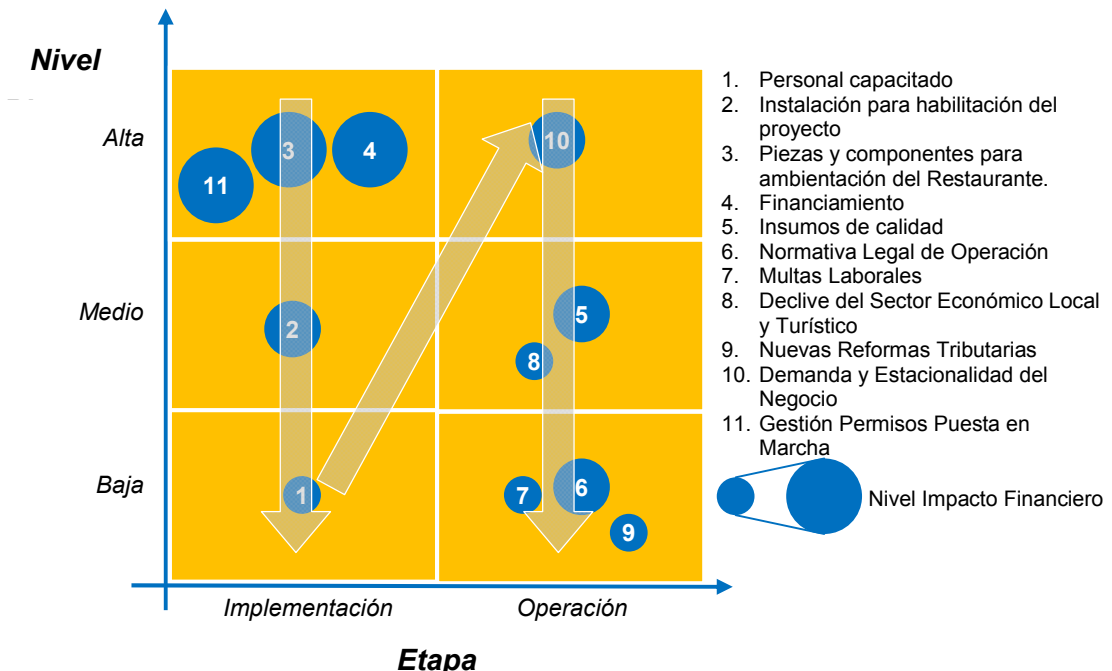 Nivel
Alta
Medio
Baja
11
3
4
10
2
5
8
1
7
6
9
Implementación
Operación
Etapa
1. Personal capacitado
2. Instalación para habilitación del
proyecto
3. Piezas y componentes para
ambientación del Restaurante.
4. Financiamiento
5. Insumos de calidad
6. Normativa Legal de Operación
7. Multas Laborales
8. Declive del Sector Económico Local
y Turístico
9. Nuevas Reformas Tributarias
10. Demanda y Estacionalidad del
Negocio
11. Gestión Permisos Puesta en
Marcha
Nivel Impacto Financiero